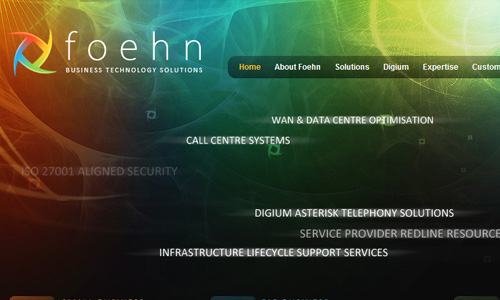 foehn
BUSINESS TECHNOLOGY SOLUTIONS
Home About Foehn Solutions Digium Expertise Custom
WAN & DATA CENTRE OPTIMISATION
CALL CENTRE SYSTEMS
ISO 27001 ALIGNED SECURITY
DIGIUM ASTERISK TELEPHONY SOLUTIONS
SERVICE PROVIDER REDLINE RESOURCE
INFRASTRUCTURE LIFECYCLE SUPPORT SERVICES